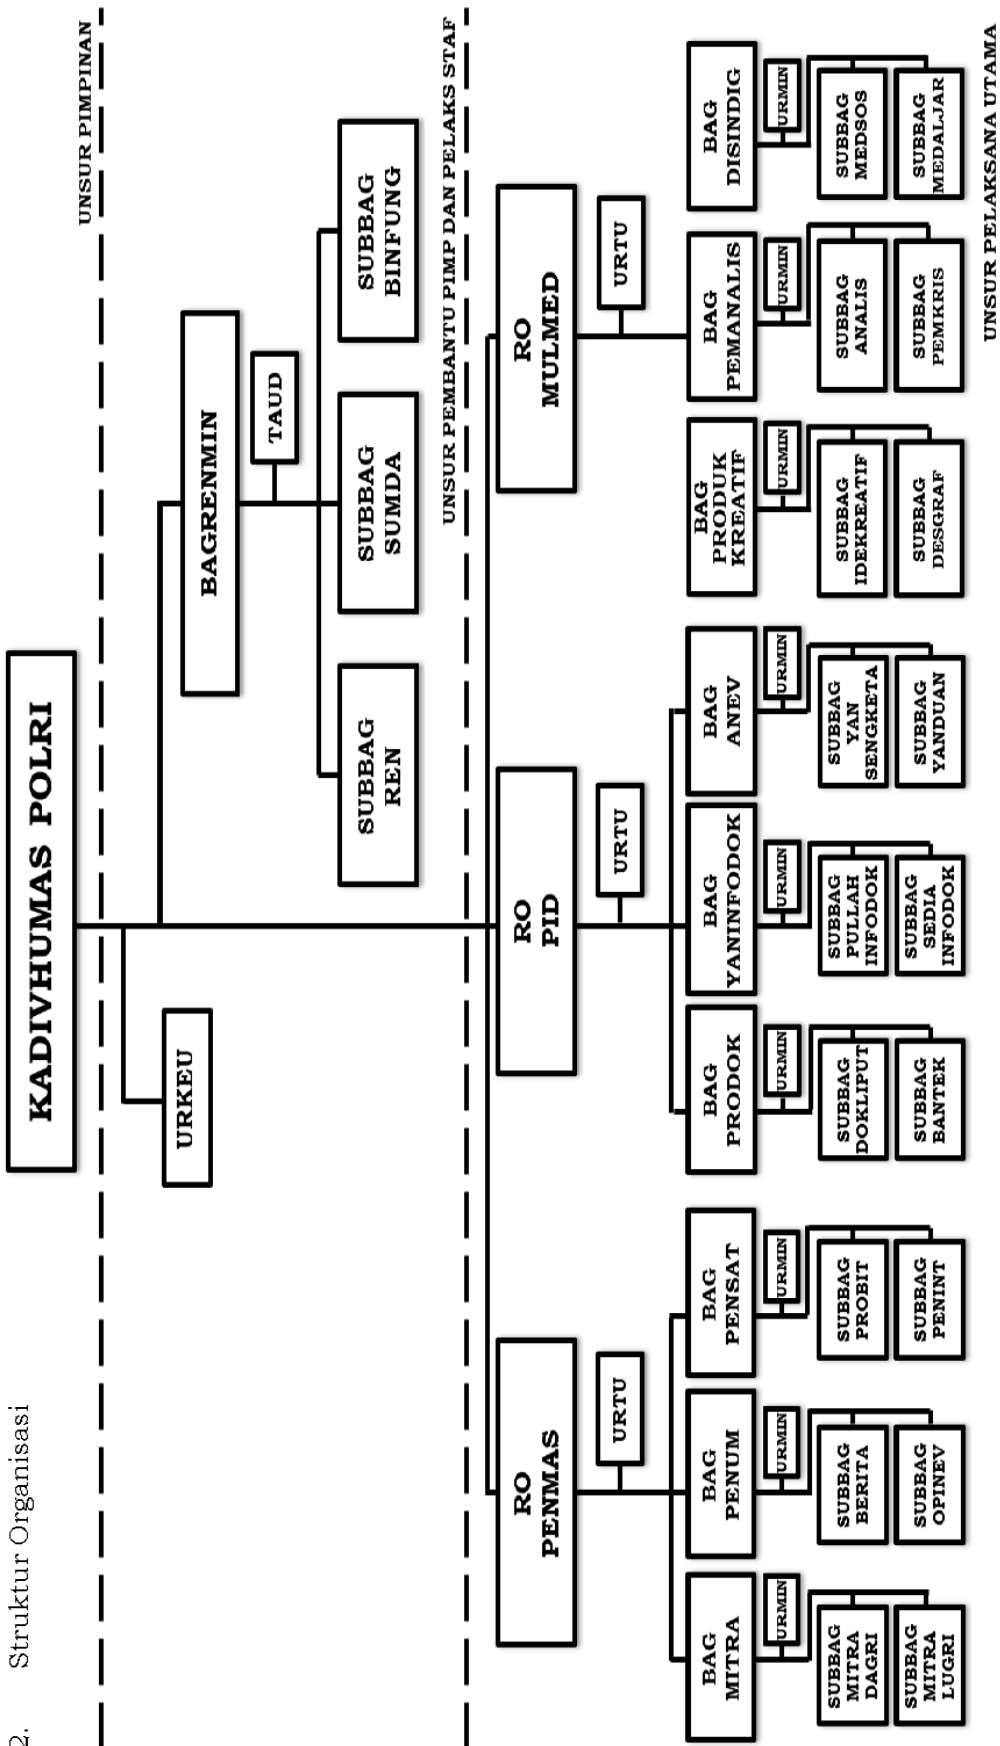 2. Struktur Organisasi
KADIVHUMAS POLRI
UNSUR PIMPINAN
URKEU
BAGRENMIN
TAUD
SUBBAG
REN
SUBBAG
SUMDA
SUBBAG
BINFUNG
UNSUR PEMBANTU PIMP DAN PELAKS STAF
RO
PENMAS
RO
PID
RO
MULMED
URTU
URTU
URTU
BAG
MITRA
BAG
PENUM
BAG
PENSAT
BAG
PRODOK
BAG
YANINFODOK
BAG
ANEV
BAG
PRODUK
KREATIF
BAG
PEMANALIS
BAG
DISINDIG
URMIN
URMIN
URMIN
URMIN
URMIN
URMIN
URMIN
URMIN
URMIN
SUBBAG
MITRA
DAGRI
SUBBAG
BERITA
SUBBAG
PROBIT
SUBBAG
DOKLIPUT
SUBBAG
PULLAH
INFODOK
SUBBAG
YAN
SENGKETA
SUBBAG
IDEKREATIF
SUBBAG
ANALIS
SUBBAG
MEDSOS
SUBBAG
MITRA
LUGRI
SUBBAG
OPINEV
SUBBAG
PENINT
SUBBAG
BANTEK
SUBBAG
SEDIA
INFODOK
SUBBAG
YANDUAN
SUBBAG
DESGRAF
SUBBAG
PEMKRIS
SUBBAG
MEDALJAR
UNSUR PELAKSANA UTAMA